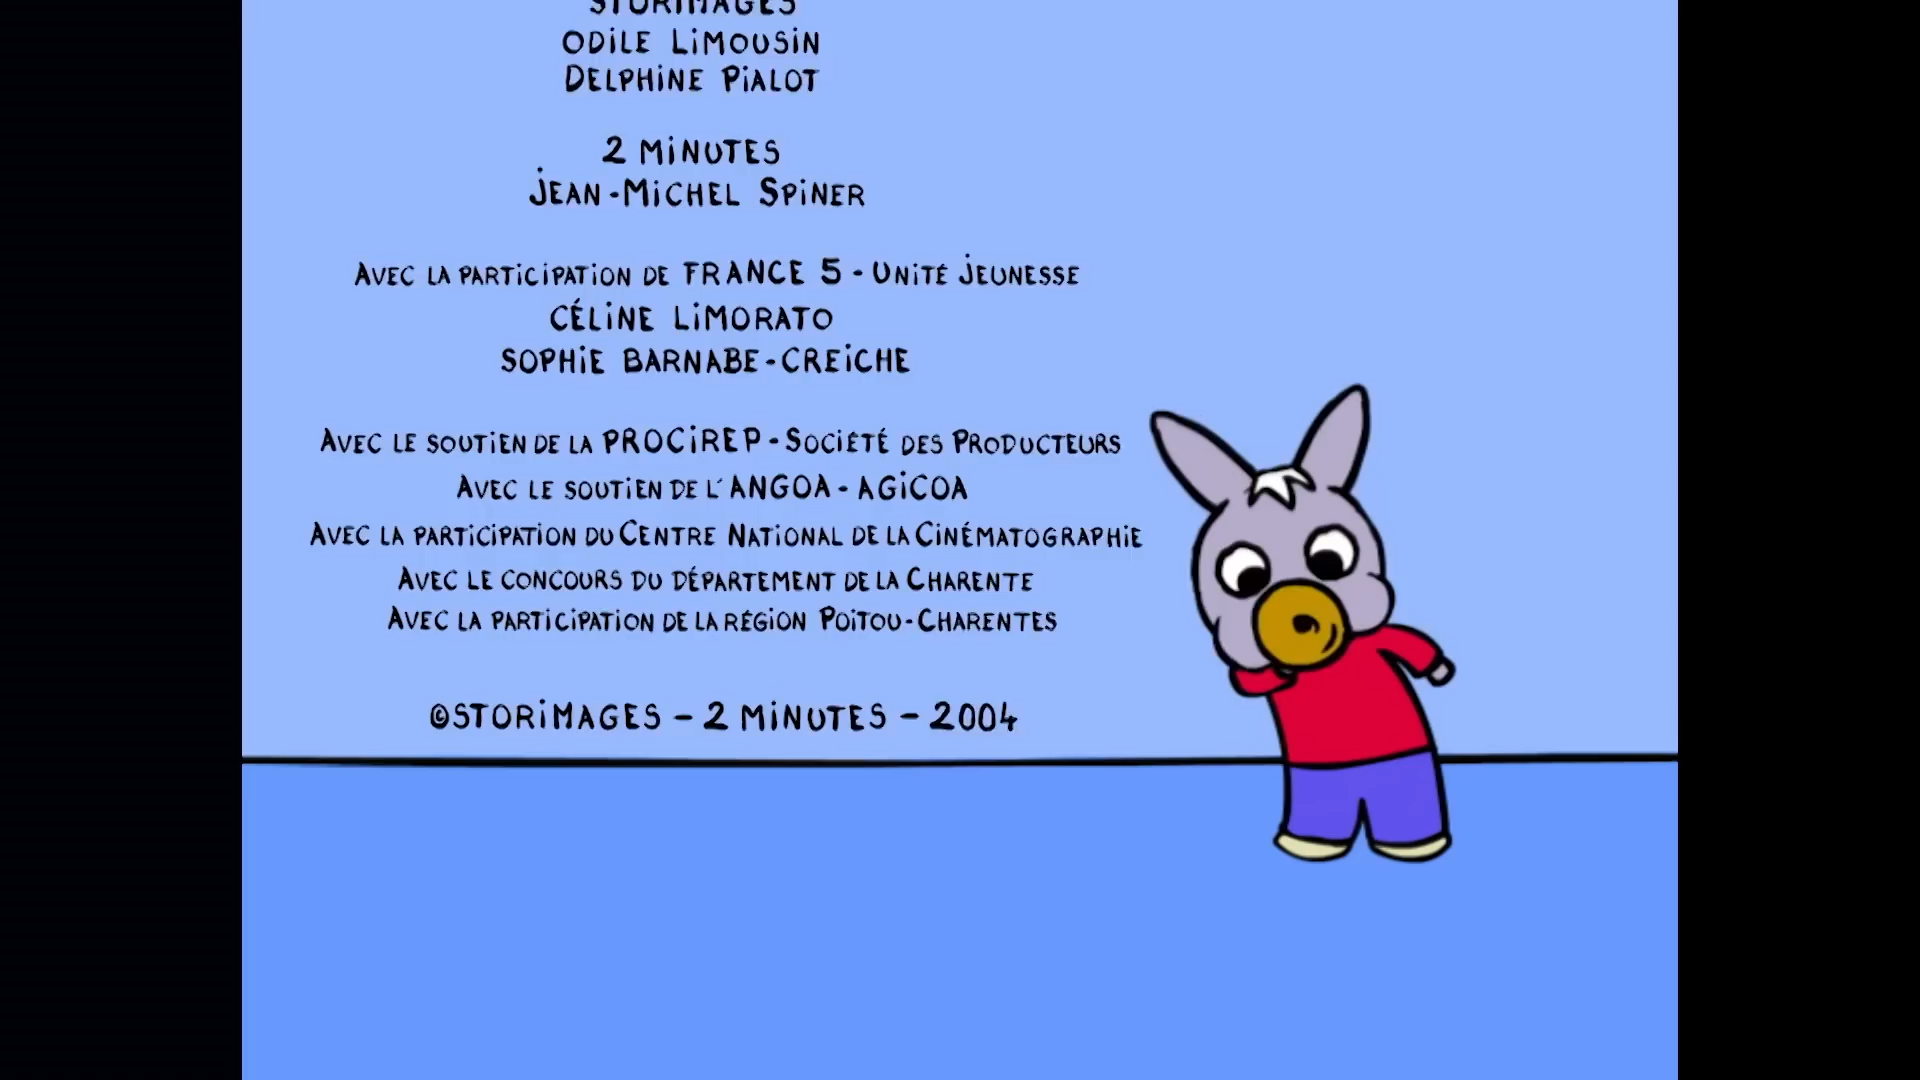 STORIMAGES
ODILE LIMOUSIN
DELPHINE PIALOT
2 MINUTES
JEAN-MICHEL SPINER
AVEC LA PARTICIPATION DE FRANCE 5 - UNITÉ JEUNESSE
CÉLINE LIMORATO
SOPHIE BARNABE-CREICHE
AVEC LE SOUTIEN DE LA PROCIREP - SOCIÉTÉ DES PRODUCTEURS
AVEC LE SOUTIEN DE L'ANGOA - AGICOA
AVEC LA PARTICIPATION DU CENTRE NATIONAL DE LA CINÉMATOGRAPHIE
AVEC LE CONCOURS DU DÉPARTEMENT DE LA CHARENTE
AVEC LA PARTICIPATION DE LA RÉGION POITOU-CHARENTES
©STORIMAGES - 2 MINUTES - 2004